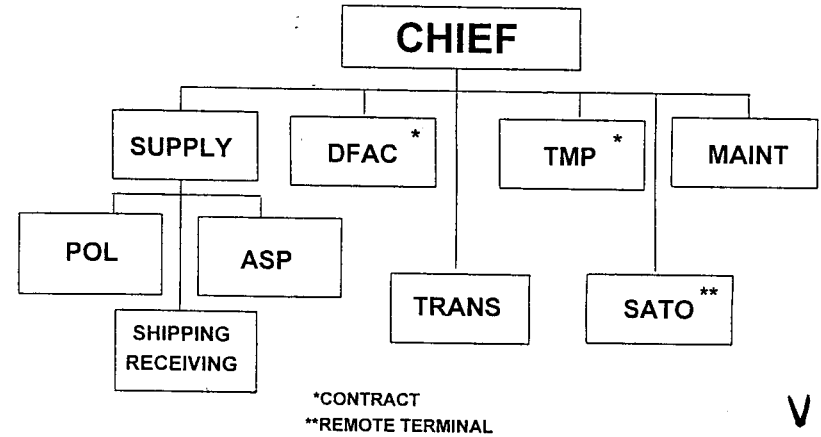 CHIEF
SUPPLY
DFAC *
TMP *
MAINT
POL
ASP
TRANS
SATO **
SHIPPING
RECEIVING
*CONTRACT
**REMOTE TERMINAL
V